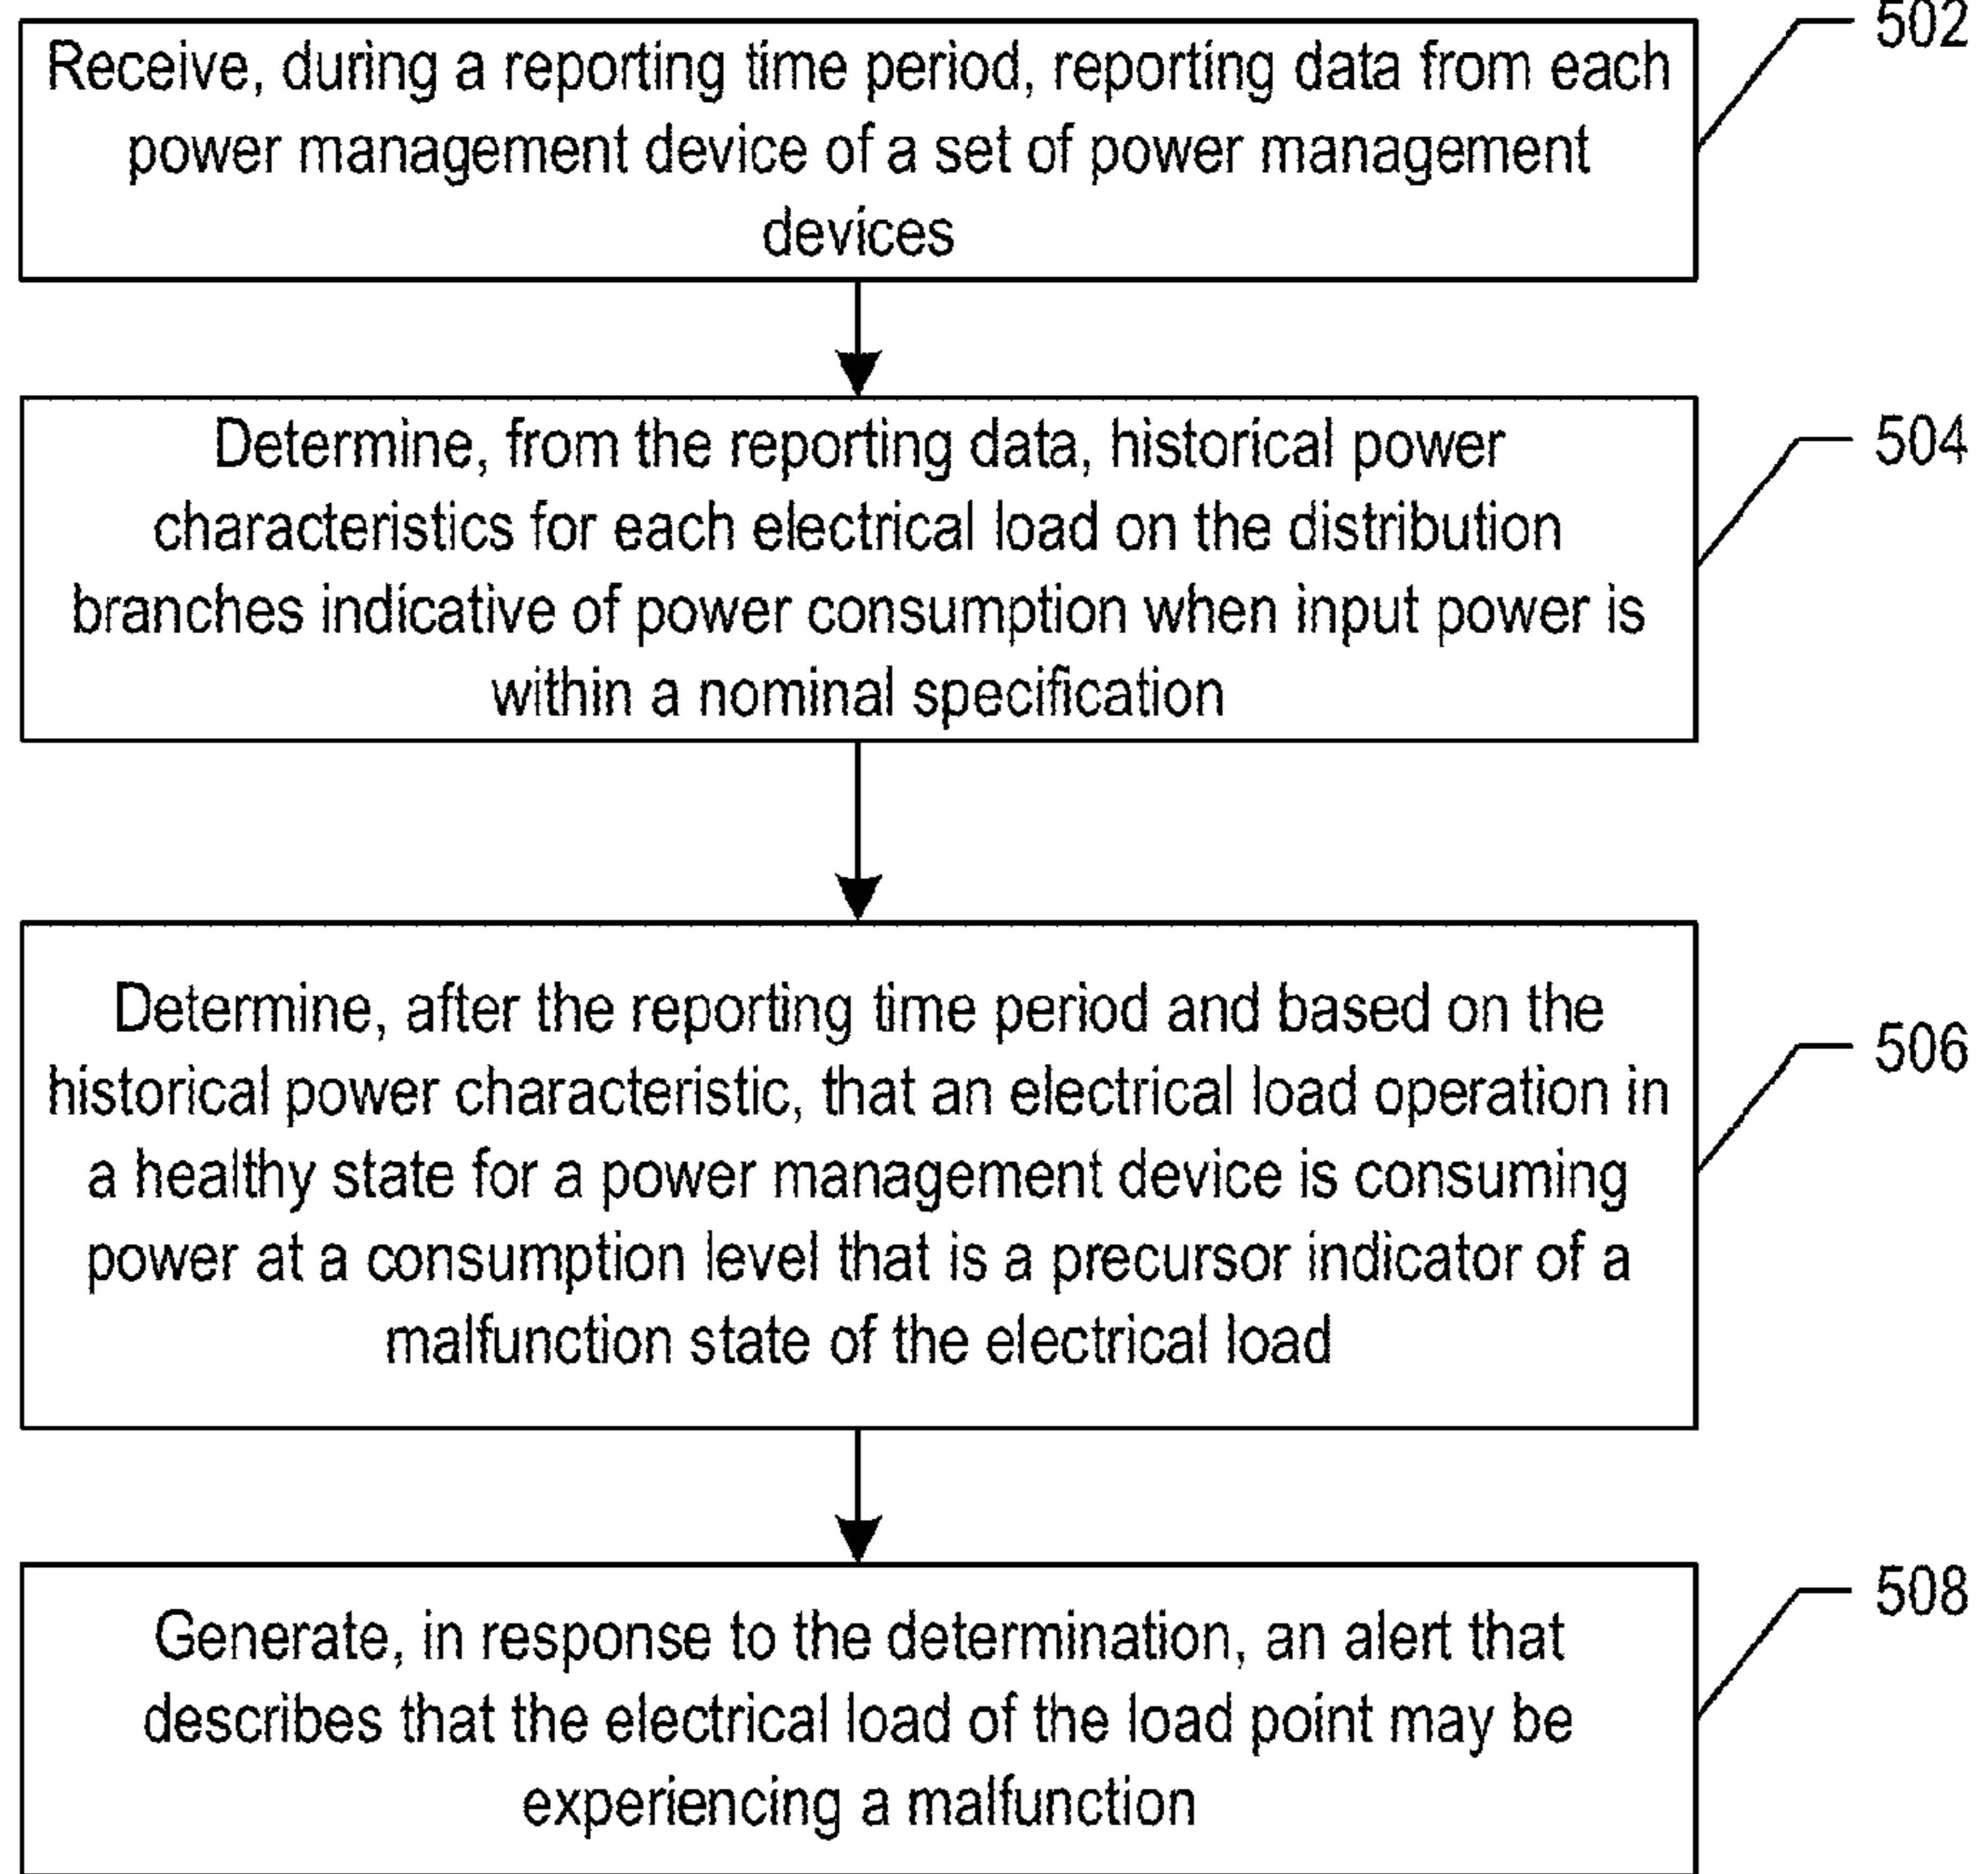 502
Receive, during a reporting time period, reporting data from each
power management device of a set of power management
devices
504
Determine, from the reporting data, historical power
characteristics for each electrical load on the distribution
branches indicative of power consumption when input power is
within a nominal specification
506
Determine, after the reporting time period and based on the
historical power characteristic, that an electrical load operation in
a healthy state for a power management device is consuming
power at a consumption level that is a precursor indicator of a
malfunction state of the electrical load
508
Generate, in response to the determination, an alert that
describes that the electrical load of the load point may be
experiencing a malfunction